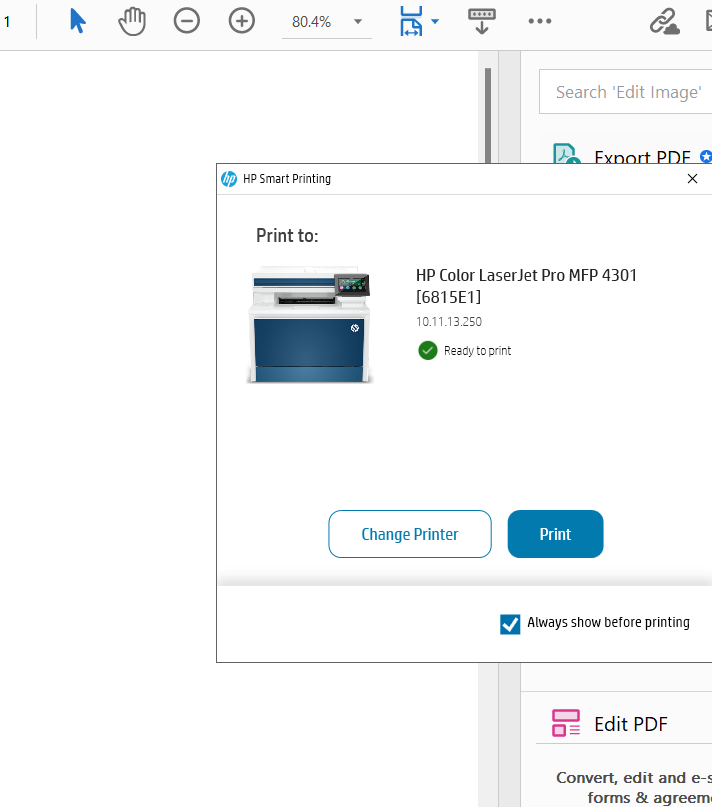 1
80.4%
Search 'Edit Image'
Export PDF
hp HP Smart Printing
Print to:
HP Color LaserJet Pro MFP 4301
[6815E1]
10.11.13.250
Ready to print
Change Printer
Print
Always show before printing
Edit PDF
Convert, edit and e-s
forms & agreem